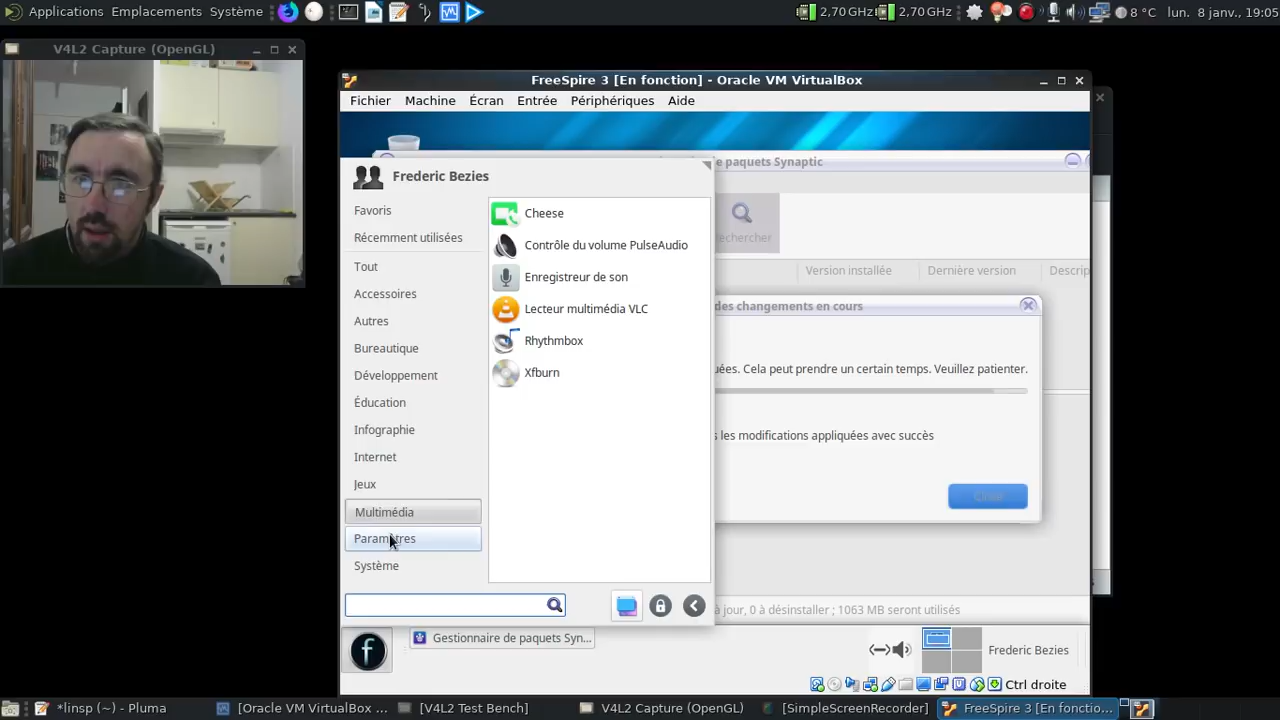 Applications Emplacements Système
2,70 GHz 2,70 GHz 8 °C lun. 8 janv., 19:05
V4L2 Capture (OpenGL)
FreeSpire 3 [En fonction] - Oracle VM VirtualBox
Fichier Machine Écran Entrée Périphériques Aide
de paquets Synaptic
Frederic Bezies
Favoris
Récemment utilisées
Tout
Accessoires
Autres
Bureautique
Développement
Éducation
Infographie
Internet
Jeux
Multimédia
Paramètres
Système
Cheese
Contrôle du volume PulseAudio
Enregistreur de son
Lecteur multimédia VLC
Rhythmbox
Xfburn
Version installée Dernière version Descrip
des changements en cours
uées. Cela peut prendre un certain temps. Veuillez patienter.
les modifications appliquées avec succès
Close
à jour, 0 à désinstaller ; 1063 MB seront utilisés
Gestionnaire de paquets Syn...
Frederic Bezies
Ctrl droite
*linsp (~) - Pluma [Oracle VM VirtualBox ... [V4L2 Test Bench] V4L2 Capture (OpenGL) [SimpleScreenRecorder] FreeSpire 3 [En fonction] - O...